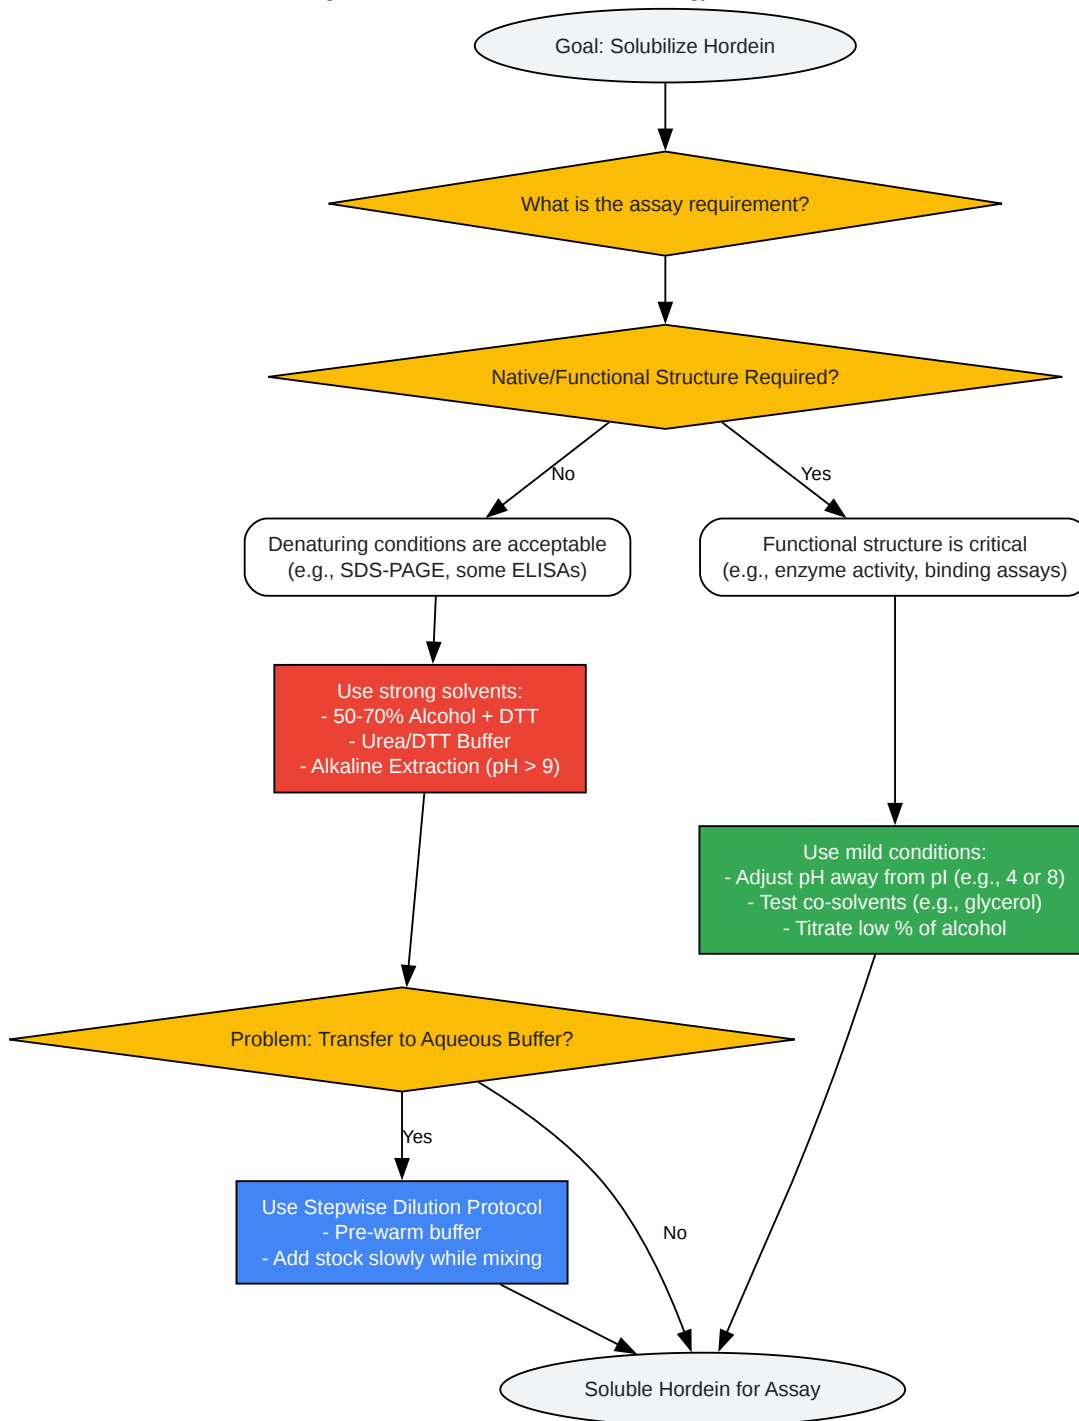 Goal: Solubilize Hordein
What is the assay requirement?
Native/Functional Structure Required?
No
Yes
Denaturing conditions are acceptable
(e.g., SDS-PAGE, some ELISAs)
Functional structure is critical
(e.g., enzyme activity, binding assays)
Use strong solvents:
- 50-70% Alcohol + DTT
- Urea/DTT Buffer
- Alkaline Extraction (pH > 9)
Use mild conditions:
- Adjust pH away from pI (e.g., 4 or 8)
- Test co-solvents (e.g., glycerol)
- Titrate low % of alcohol
Problem: Transfer to Aqueous Buffer?
Yes
Use Stepwise Dilution Protocol
- Pre-warm buffer
- Add stock slowly while mixing
No
Soluble Hordein for Assay